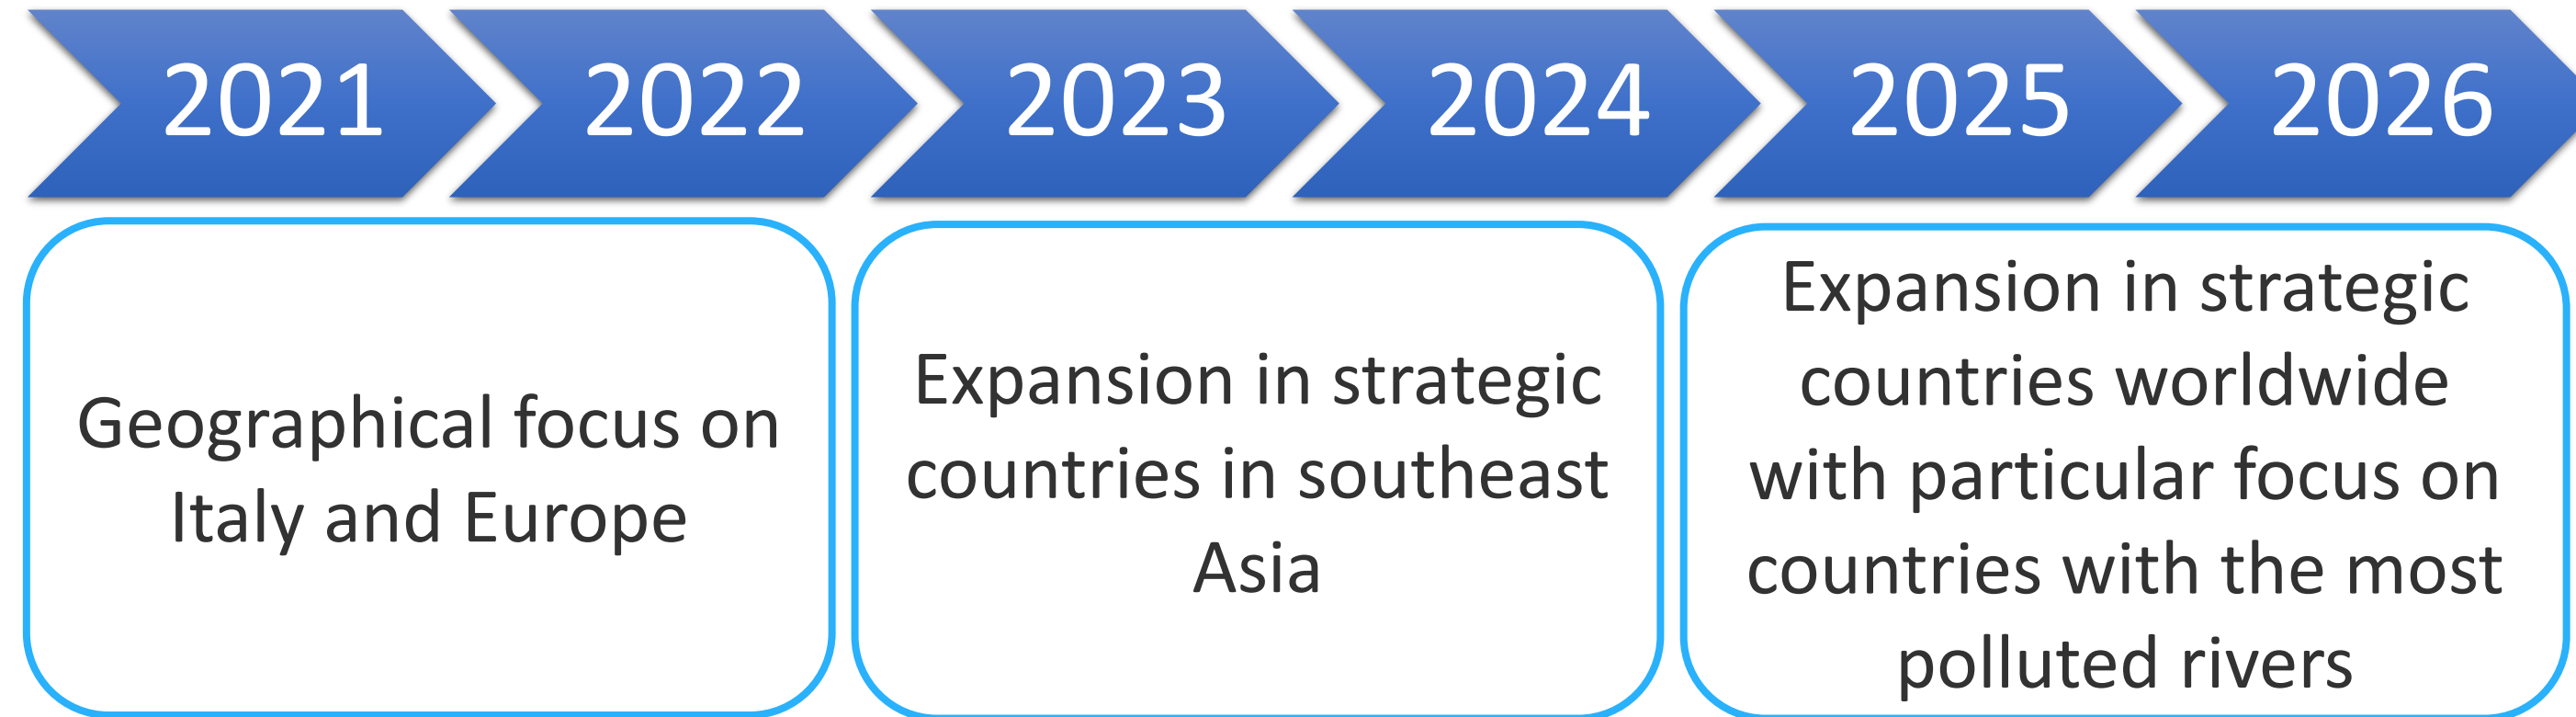 2021 2022 2023 2024 2025 2026
Geographical focus on
Italy and Europe
Expansion in strategic
countries in southeast
Asia
Expansion in strategic
countries worldwide
with particular focus on
countries with the most
polluted rivers